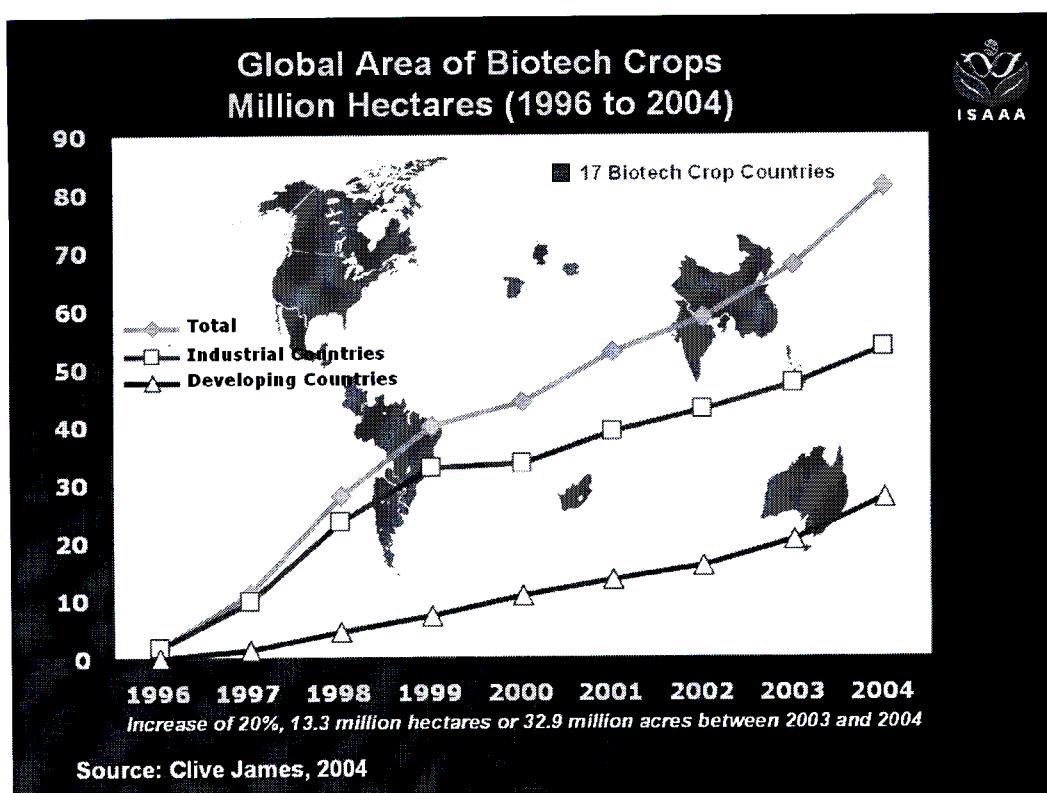 Global Area of Biotech Crops
Million Hectares (1996 to 2004)
ISAAA
90
80
70
60
50
40
30
20
10
0
17 Biotech Crop Countries
Total
Industrial Countries
Developing Countries
1996 1997 1998 1999 2000 2001 2002 2003 2004
Increase of 20%, 13.3 million hectares or 32.9 million acres between 2003 and 2004
Source: Clive James, 2004